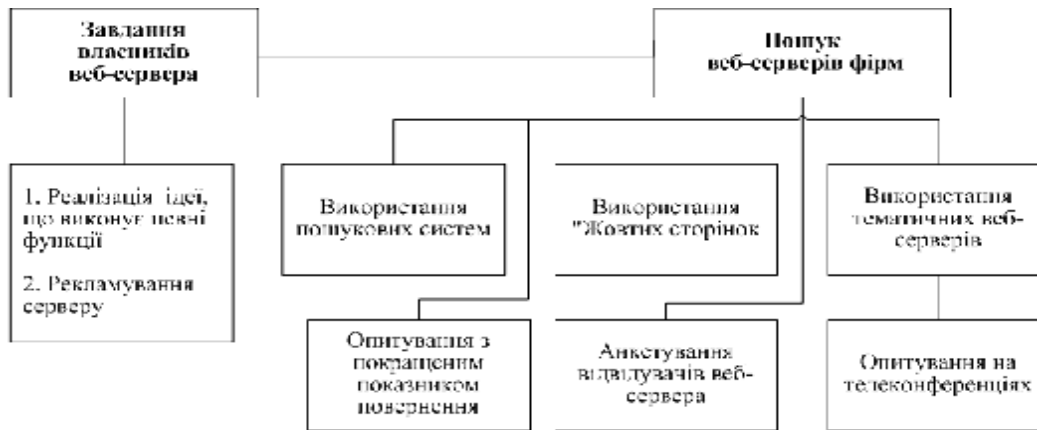 Завдання
власників
веб-сервера
Пошук
веб-серверів фірм
1. Реалізація ідеї,
що виконує певні
функції
2. Рекламування
серверу
Використання
пошукових систем
Використання
"Жовтих сторінок
Використання
тематичних веб-
серверів
Опитування з
покращеним
показником
повернення
Анкетування
відвідувачів веб-
сервера
Опитування на
телеконференціях